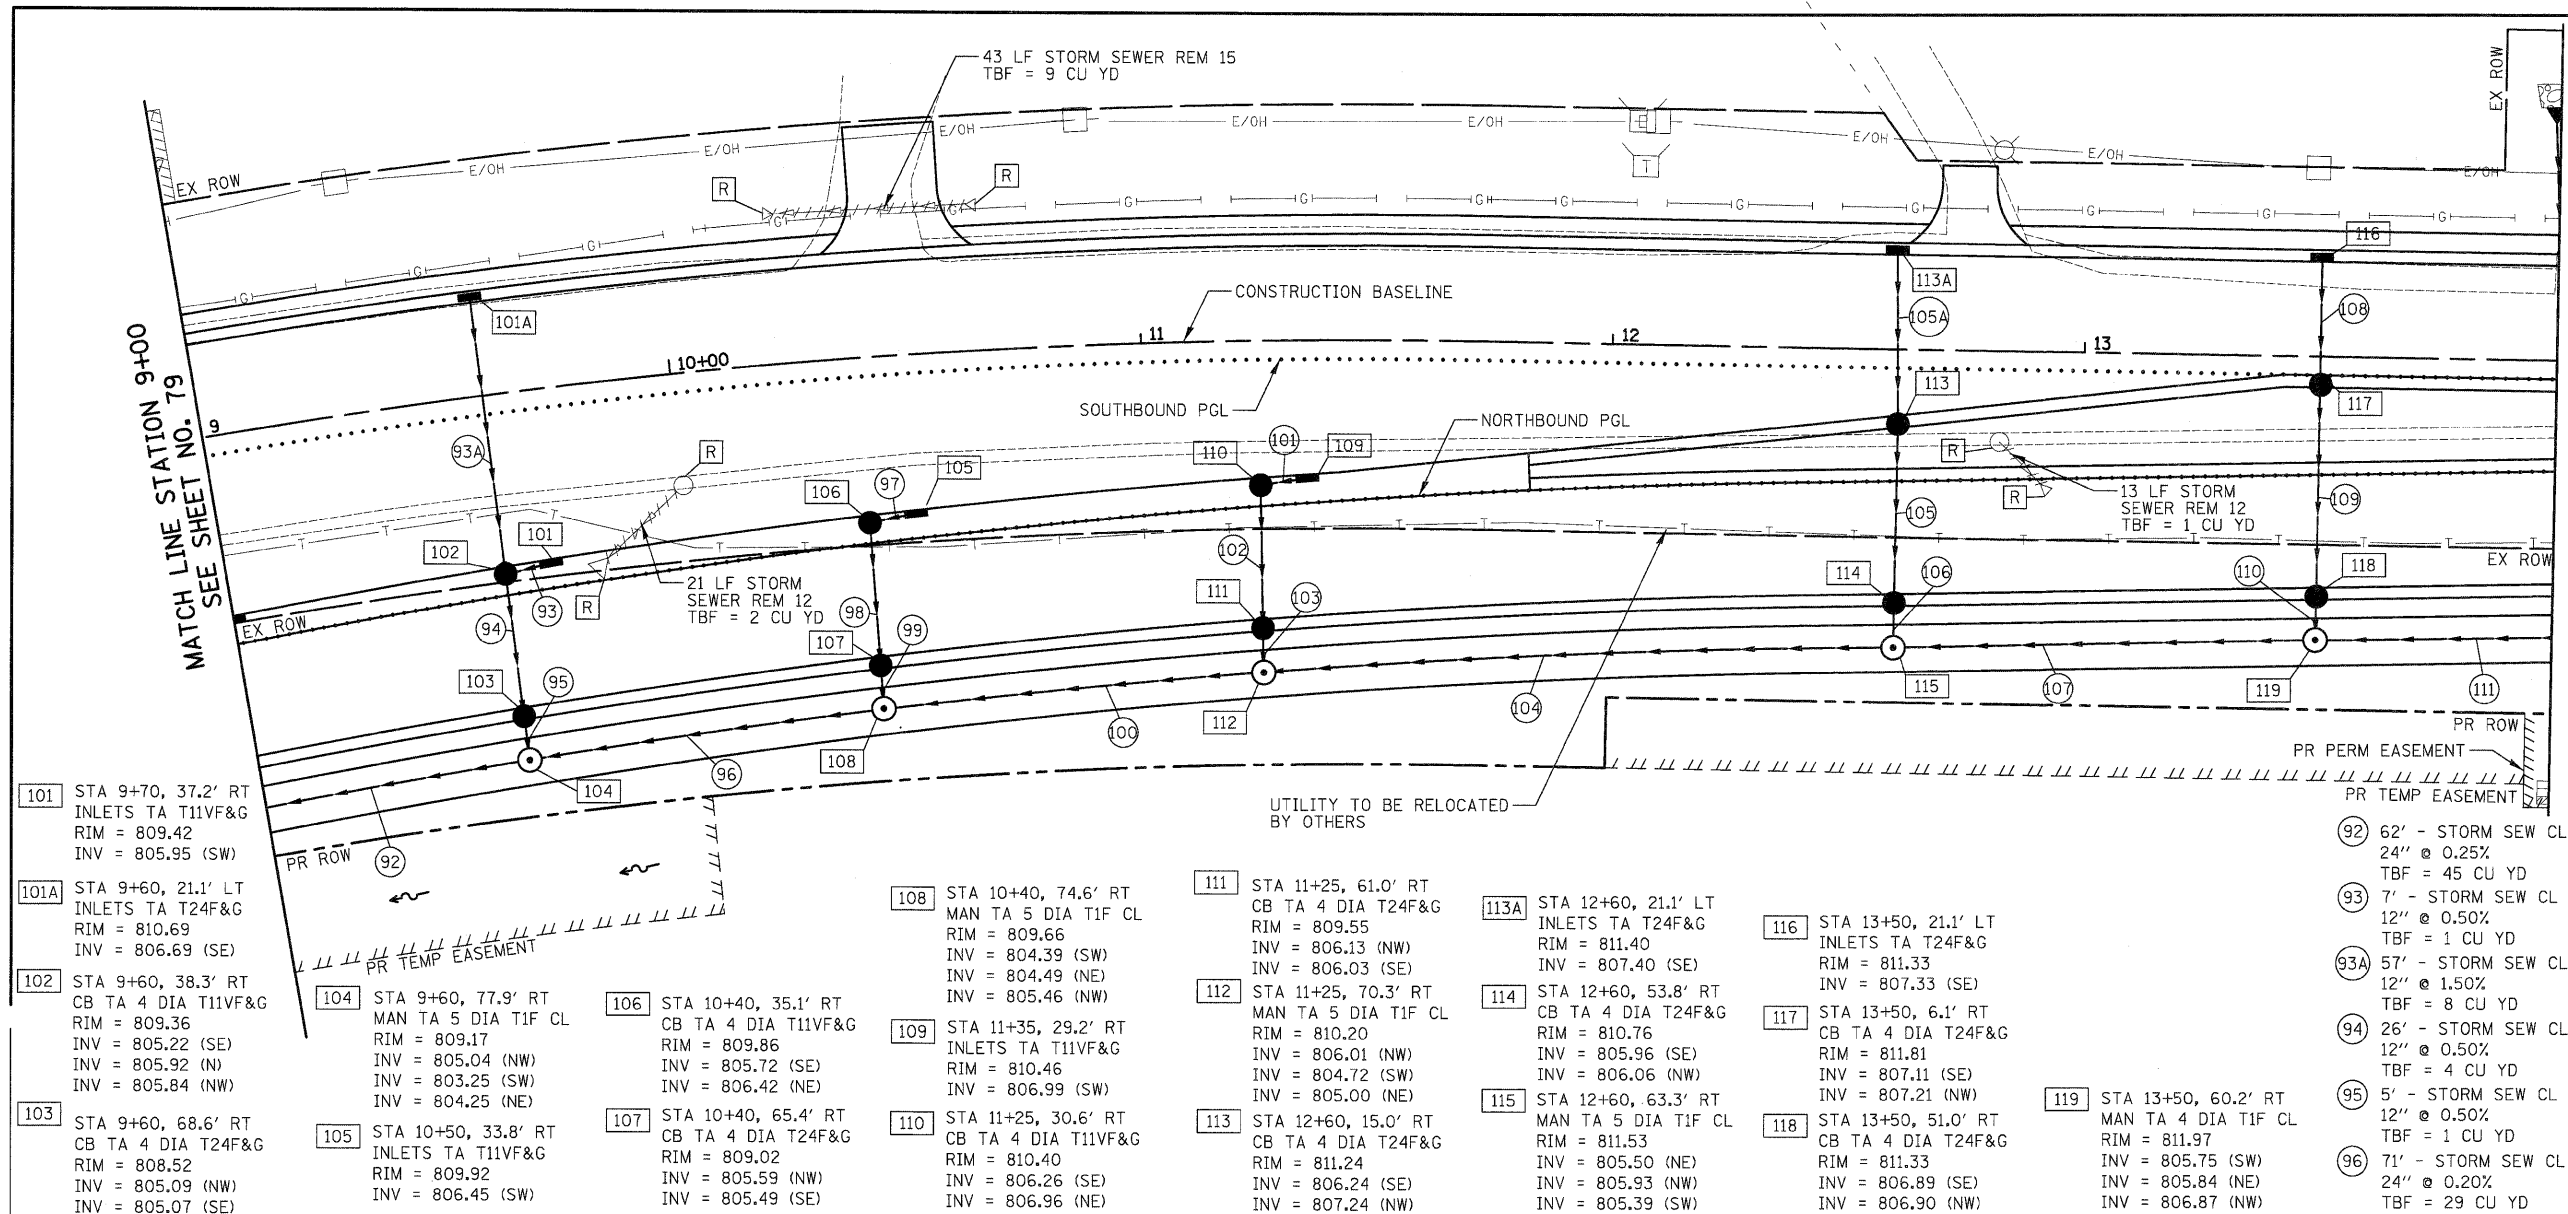 43 LF STORM SEWER REM 15
TBF = 9 CU YD
EX ROW
EX ROW
E/OH
E/OH
E/OH
E/OH
E/OH
E/OH
E/OH
E/OH
E
T
R
R
G
G
G
G
G
G
G
G
G
G
G
G
G
116
113A
101A
CONSTRUCTION BASELINE
105A
108
MATCH LINE STATION 9+00
SEE SHEET NO. 79
9
10+00
11
12
13
SOUTHBOUND PGL
NORTHBOUND PGL
113
117
93A
R
110
101
109
105
97
106
R
R
13 LF STORM
SEWER REM 12
TBF = 1 CU YD
109
105
T T T T T T T T T T T T T T T T T
101
102
102
EX ROW
93
R
21 LF STORM
SEWER REM 12
TBF = 2 CU YD
98
111
103
114
106
110
118
EX ROW
94
99
107
103
95
115
107
119
111
112
104
100
108
96
104
PR ROW
PR PERM EASEMENT
PR TEMP EASEMENT
UTILITY TO BE RELOCATED
BY OTHERS
PR ROW
92
PR TEMP EASEMENT
101 STA 9+70, 37.2' RT
INLETS TA T11VF&G
RIM = 809.42
INV = 805.95 (SW)
101A STA 9+60, 21.1' LT
INLETS TA T24F&G
RIM = 810.69
INV = 806.69 (SE)
102 STA 9+60, 38.3' RT
CB TA 4 DIA T11VF&G
RIM = 809.36
INV = 805.22 (SE)
INV = 805.92 (N)
INV = 805.84 (NW)
103 STA 9+60, 68.6' RT
CB TA 4 DIA T24F&G
RIM = 808.52
INV = 805.09 (NW)
INV = 805.07 (SE)
104 STA 9+60, 77.9' RT
MAN TA 5 DIA T1F CL
RIM = 809.17
INV = 805.04 (NW)
INV = 803.25 (SW)
INV = 804.25 (NE)
105 STA 10+50, 33.8' RT
INLETS TA T11VF&G
RIM = 809.92
INV = 806.45 (SW)
106 STA 10+40, 35.1' RT
CB TA 4 DIA T11VF&G
RIM = 809.86
INV = 805.72 (SE)
INV = 806.42 (NE)
107 STA 10+40, 65.4' RT
CB TA 4 DIA T24F&G
RIM = 809.02
INV = 805.59 (NW)
INV = 805.49 (SE)
108 STA 10+40, 74.6' RT
MAN TA 5 DIA T1F CL
RIM = 809.66
INV = 804.39 (SW)
INV = 804.49 (NE)
INV = 805.46 (NW)
109 STA 11+35, 29.2' RT
INLETS TA T11VF&G
RIM = 810.46
INV = 806.99 (SW)
110 STA 11+25, 30.6' RT
CB TA 4 DIA T11VF&G
RIM = 810.40
INV = 806.26 (SE)
INV = 806.96 (NE)
111 STA 11+25, 61.0' RT
CB TA 4 DIA T24F&G
RIM = 809.55
INV = 806.13 (NW)
INV = 806.03 (SE)
112 STA 11+25, 70.3' RT
MAN TA 5 DIA T1F CL
RIM = 810.20
INV = 806.01 (NW)
INV = 804.72 (SW)
INV = 805.00 (NE)
113 STA 12+60, 15.0' RT
CB TA 4 DIA T24F&G
RIM = 811.24
INV = 806.24 (SE)
INV = 807.24 (NW)
113A STA 12+60, 21.1' LT
INLETS TA T24F&G
RIM = 811.40
INV = 807.40 (SE)
114 STA 12+60, 53.8' RT
CB TA 4 DIA T24F&G
RIM = 810.76
INV = 805.96 (SE)
INV = 806.06 (NW)
115 STA 12+60, 63.3' RT
MAN TA 5 DIA T1F CL
RIM = 811.53
INV = 805.50 (NE)
INV = 805.93 (NW)
INV = 805.39 (SW)
116 STA 13+50, 21.1' LT
INLETS TA T24F&G
RIM = 811.33
INV = 807.33 (SE)
117 STA 13+50, 6.1' RT
CB TA 4 DIA T24F&G
RIM = 811.81
INV = 807.11 (SE)
INV = 807.21 (NW)
118 STA 13+50, 51.0' RT
CB TA 4 DIA T24F&G
RIM = 811.33
INV = 806.89 (SE)
INV = 806.90 (NW)
119 STA 13+50, 60.2' RT
MAN TA 4 DIA T1F CL
RIM = 811.97
INV = 805.75 (SW)
INV = 805.84 (NE)
INV = 806.87 (NW)
92 62' - STORM SEW CL
24" @ 0.25%
TBF = 45 CU YD
93 7' - STORM SEW CL
12" @ 0.50%
TBF = 1 CU YD
93A 57' - STORM SEW CL
12" @ 1.50%
TBF = 8 CU YD
94 26' - STORM SEW CL
12" @ 0.50%
TBF = 4 CU YD
95 5' - STORM SEW CL
12" @ 0.50%
TBF = 1 CU YD
96 71' - STORM SEW CL
24" @ 0.20%
TBF = 29 CU YD